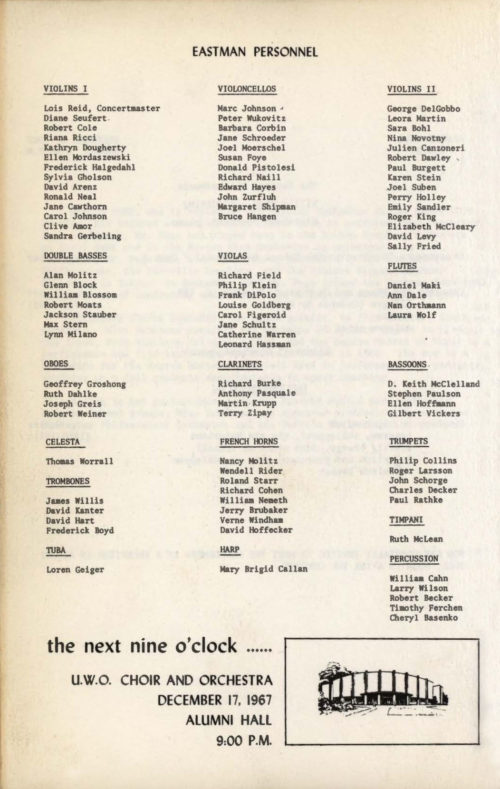 EASTMAN PERSONNEL
VIOLINS I
Lois Reid, Concertmaster
Diane Seufert
Robert Cole
Riana Ricci
Kathryn Dougherty
Ellen Mordaszewski
Frederick Halgedahl
Sylvia Gholson
David Arenz
Ronald Neal
Jane Cawthorn
Carol Johnson
Clive Amor
Sandra Gerbeling
DOUBLE BASSES
Alan Molitz
Glenn Block
William Blossom
Robert Moats
Jackson Stauber
Max Stern
Lynn Milano
OBOES
Geoffrey Groshong
Ruth Dahlke
Joseph Greis
Robert Weiner
CELESTA
Thomas Worrall
TROMBONES
James Willis
David Kanter
David Hart
Frederick Boyd
TUBA
Loren Geiger
VIOLONCELLOS
Marc Johnson
Peter Wukovitz
Barbara Corbin
Jane Schroeder
Joel Moerschel
Susan Foye
Donald Pistolesi
Richard Naill
Edward Hayes
John Zurfluh
Margaret Shipman
Bruce Hangen
VIOLAS
Richard Field
Philip Klein
Frank DiPolo
Louise Goldberg
Carol Figeroid
Jane Schultz
Catherine Warren
Leonard Hassman
CLARINETS
Richard Burke
Anthony Pasquale
Martin Krupp
Terry Zipay
FRENCH HORNS
Nancy Molitz
Wendell Rider
Roland Starr
Richard Cohen
William Nemeth
Jerry Brubaker
Verne Windham
David Hoffecker
HARP
Mary Brigid Callan
VIOLINS II
George DelGobbo
Leora Martin
Sara Bohl
Nina Novotny
Julien Canzoneri
Robert Dawley
Paul Burgett
Karen Stein
Joel Suben
Perry Holley
Emily Sandler
Roger King
Elizabeth McCleary
David Levy
Sally Fried
FLUTES
Daniel Maki
Ann Dale
Nan Orthmann
Laura Wolf
BASSOONS
D. Keith McClelland
Stephen Paulson
Ellen Hoffmann
Gilbert Vickers
TRUMPETS
Philip Collins
Roger Larsson
John Schorge
Charles Decker
Paul Rathke
TIMPANI
Ruth McLean
PERCUSSION
William Cahn
Larry Wilson
Robert Becker
Timothy Ferchen
Cheryl Basenko
the next nine o'clock ......
U.W.O. CHOIR AND ORCHESTRA
DECEMBER 17, 1967
ALUMNI HALL
9:00 P.M.